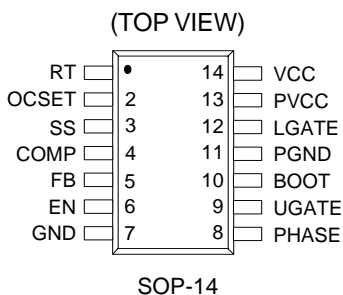 (TOP VIEW)
RT 14 VCC
OCSET 2 13 PVCC
SS 3 12 LGATE
COMP 4 11 PGND
FB 5 10 BOOT
EN 6 9 UGATE
GND 7 8 PHASE
SOP-14